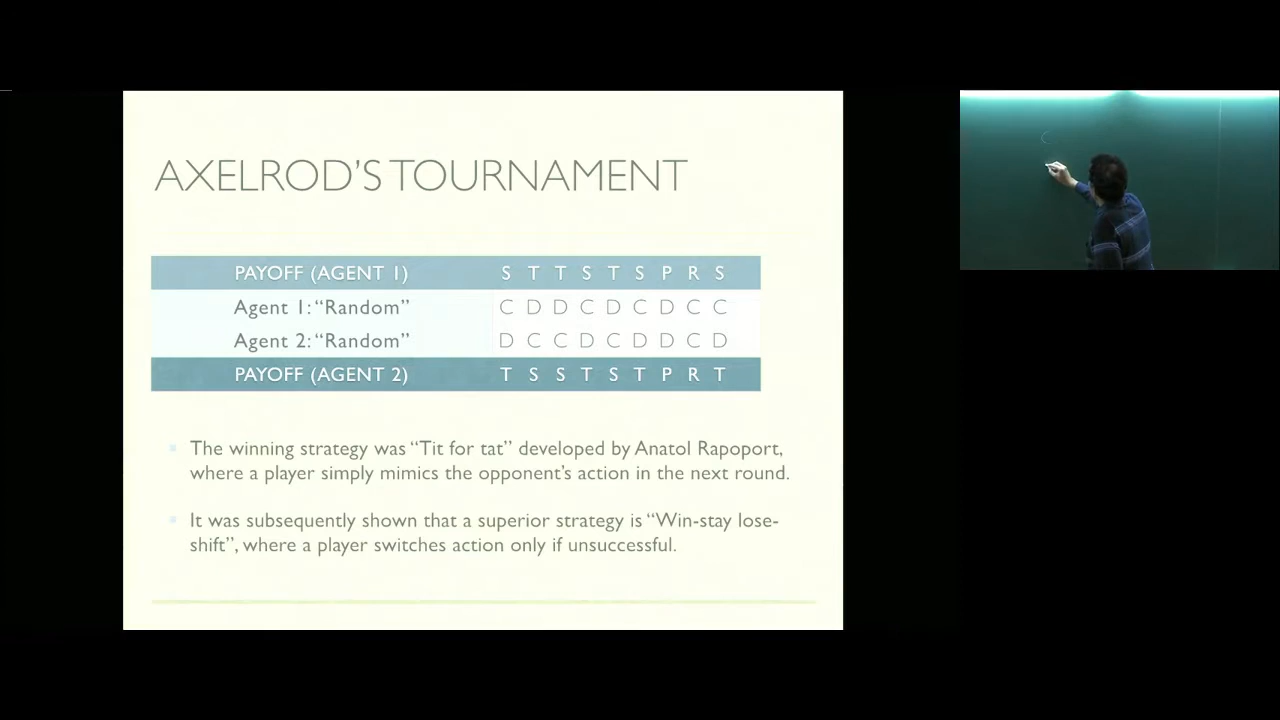 AXELROD'S TOURNAMENT
PAYOFF (AGENT 1) S T T S T S P R S
Agent 1: “Random” C D D C D C D C C
Agent 2: “Random” D C C D C D D C D
PAYOFF (AGENT 2) T S S T S T P R T
The winning strategy was “Tit for tat” developed by Anatol Rapoport,
where a player simply mimics the opponent's action in the next round.
It was subsequently shown that a superior strategy is “Win-stay lose-
shift”, where a player switches action only if unsuccessful.
C